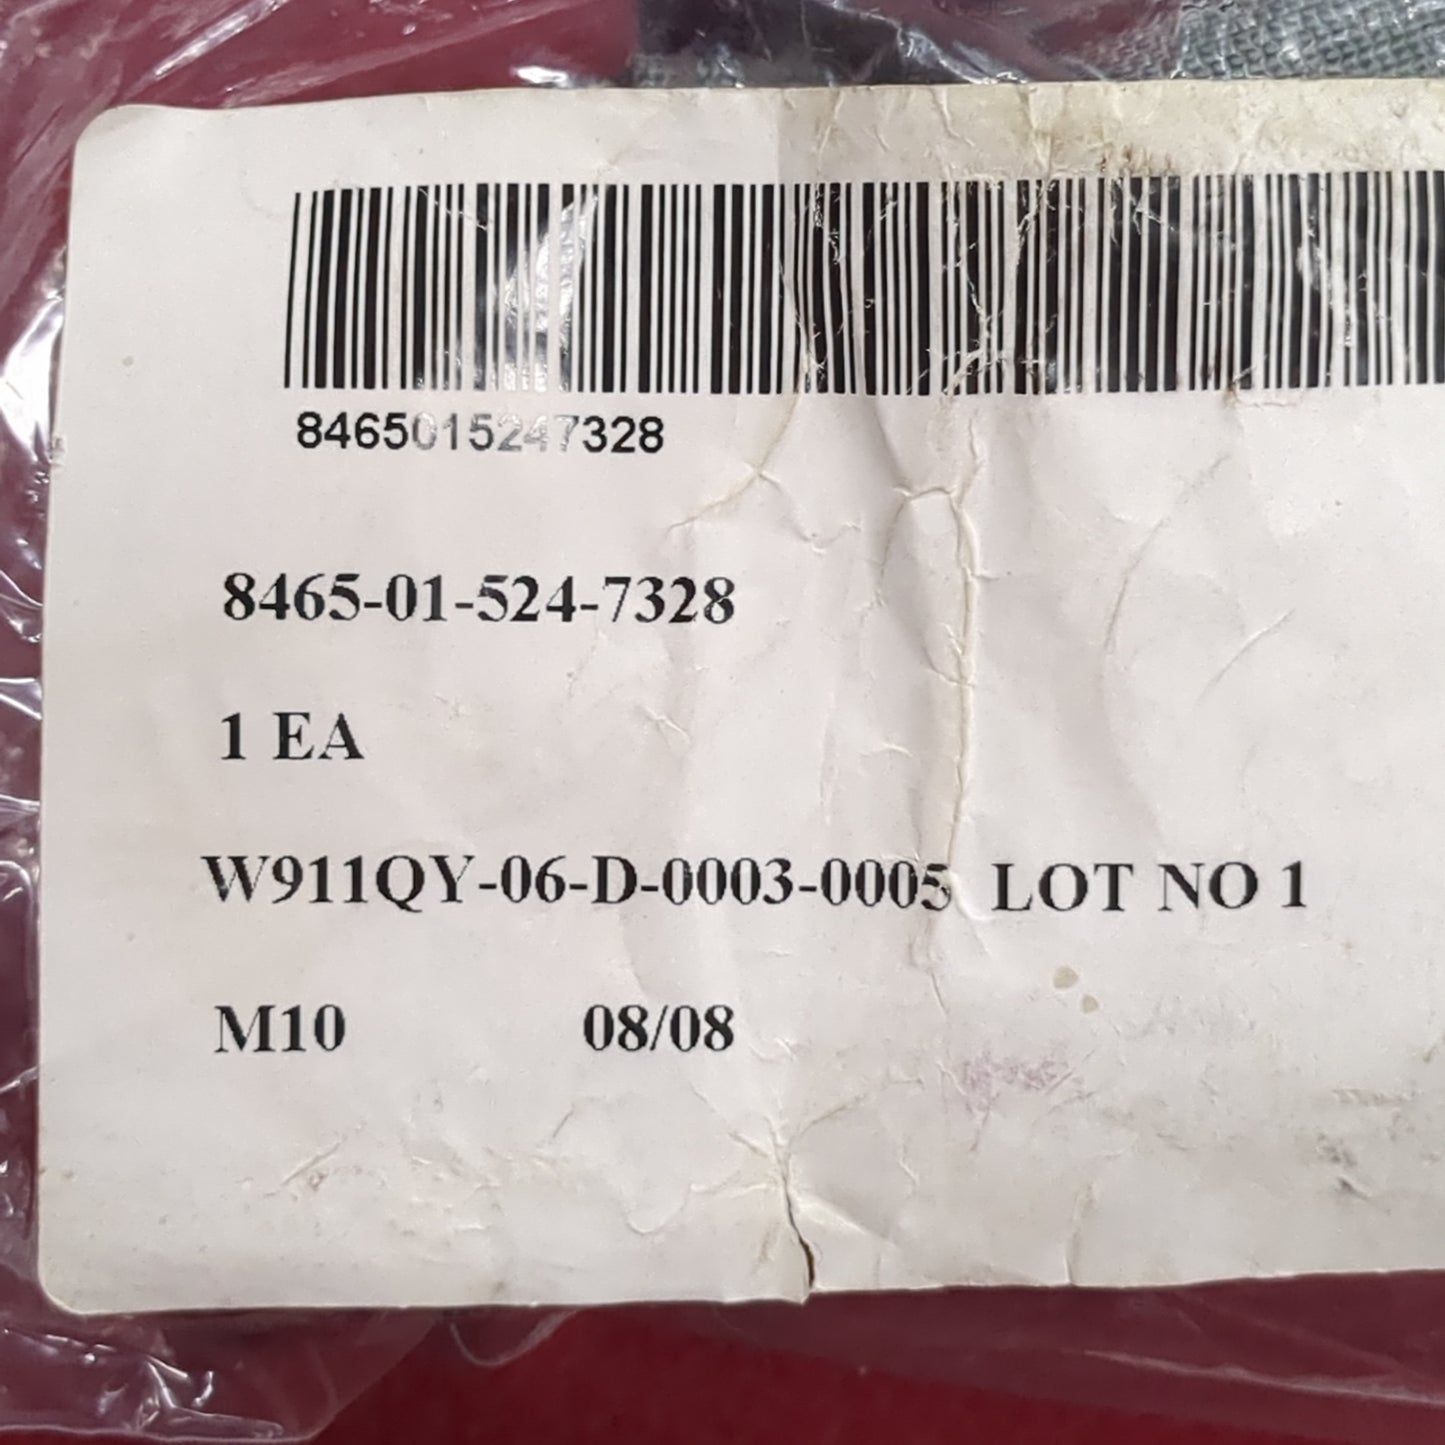 8465015247328
8465-01-524-7328
1 EA
W911QY-06-D-0003-0005 LOT NO 1
M10 08/08